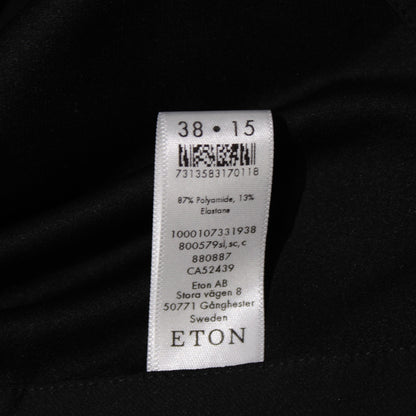 38 • 15
7313583170118
87% Polyamide, 13%
Elastane
1000107331938
800579sl,sc,c
880887
CA52439
Eton AB
Stora vägen 8
50771 Gånghester
Sweden
ETON